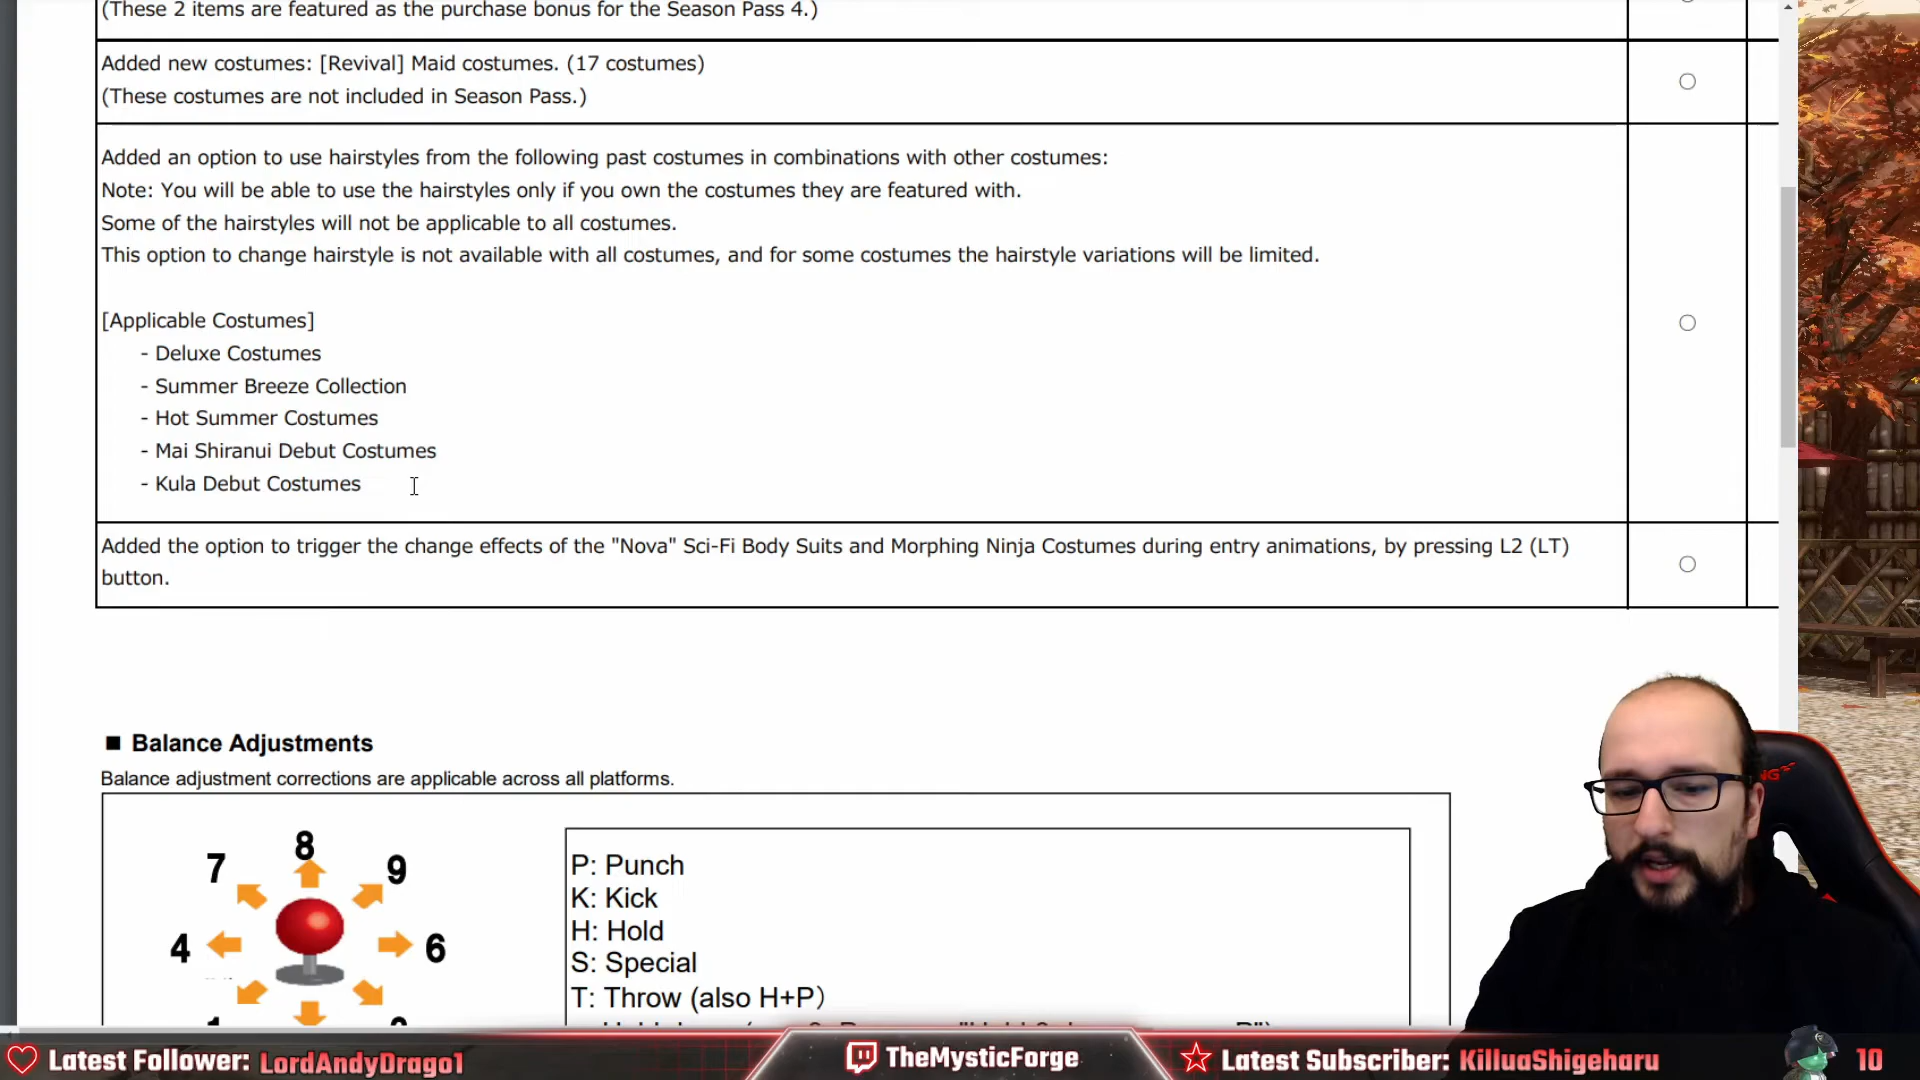 (These 2 items are featured as the purchase bonus for the Season Pass 4.)
Added new costumes: [Revival] Maid costumes. (17 costumes)
(These costumes are not included in Season Pass.)
Added an option to use hairstyles from the following past costumes in combinations with other costumes:
Note: You will be able to use the hairstyles only if you own the costumes they are featured with.
Some of the hairstyles will not be applicable to all costumes.
This option to change hairstyle is not available with all costumes, and for some costumes the hairstyle variations will be limited.
[Applicable Costumes]
- Deluxe Costumes
- Summer Breeze Collection
- Hot Summer Costumes
- Mai Shiranui Debut Costumes
- Kula Debut Costumes
Added the option to trigger the change effects of the "Nova" Sci-Fi Body Suits and Morphing Ninja Costumes during entry animations, by pressing L2 (LT)
button.
■ Balance Adjustments
Balance adjustment corrections are applicable across all platforms.
7 8 9
4 6
P: Punch
K: Kick
H: Hold
S: Special
T: Throw (also H+P)
Latest Follower: LordAndyDrago1
TheMysticForge
Latest Subscriber: KilluaShigeharu
10